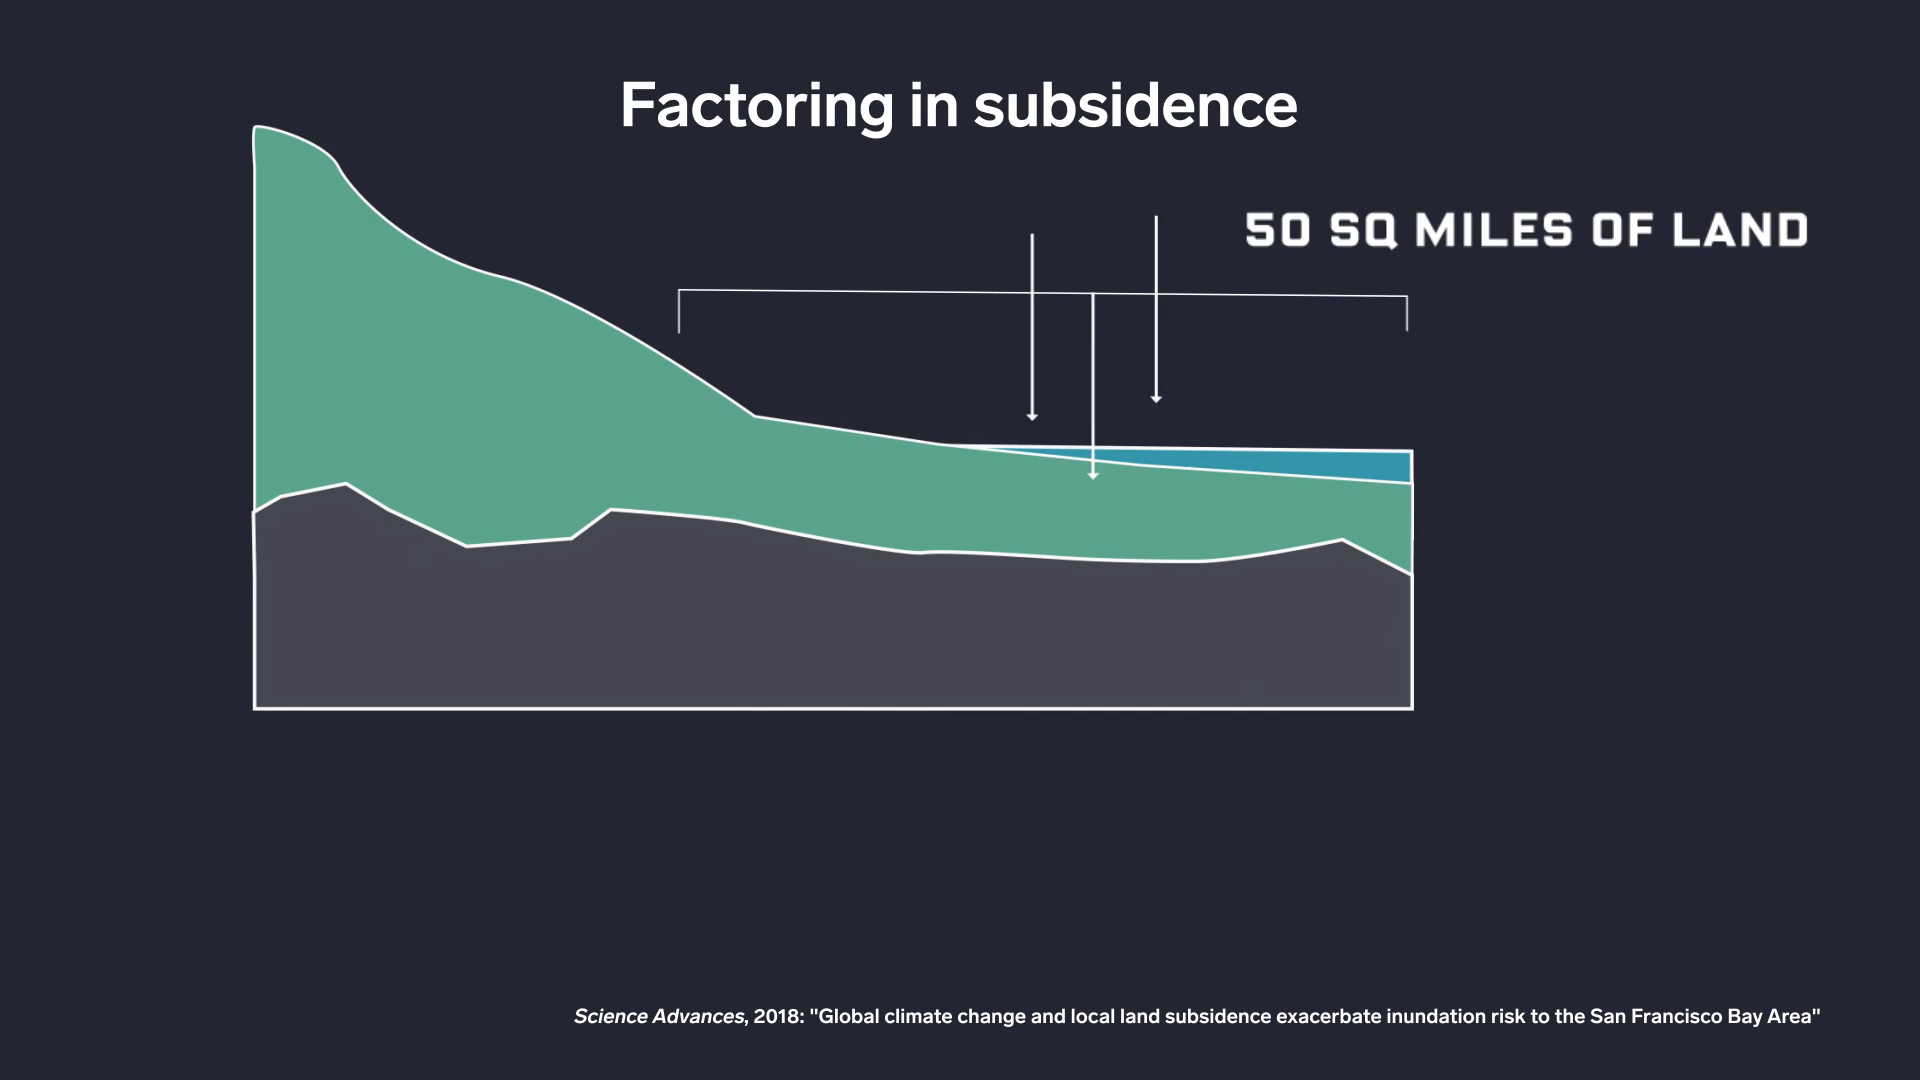 Factoring in subsidence
50 SQ MILES OF LAND
Science Advances, 2018: "Global climate change and local land subsidence exacerbate inundation risk to the San Francisco Bay Area"